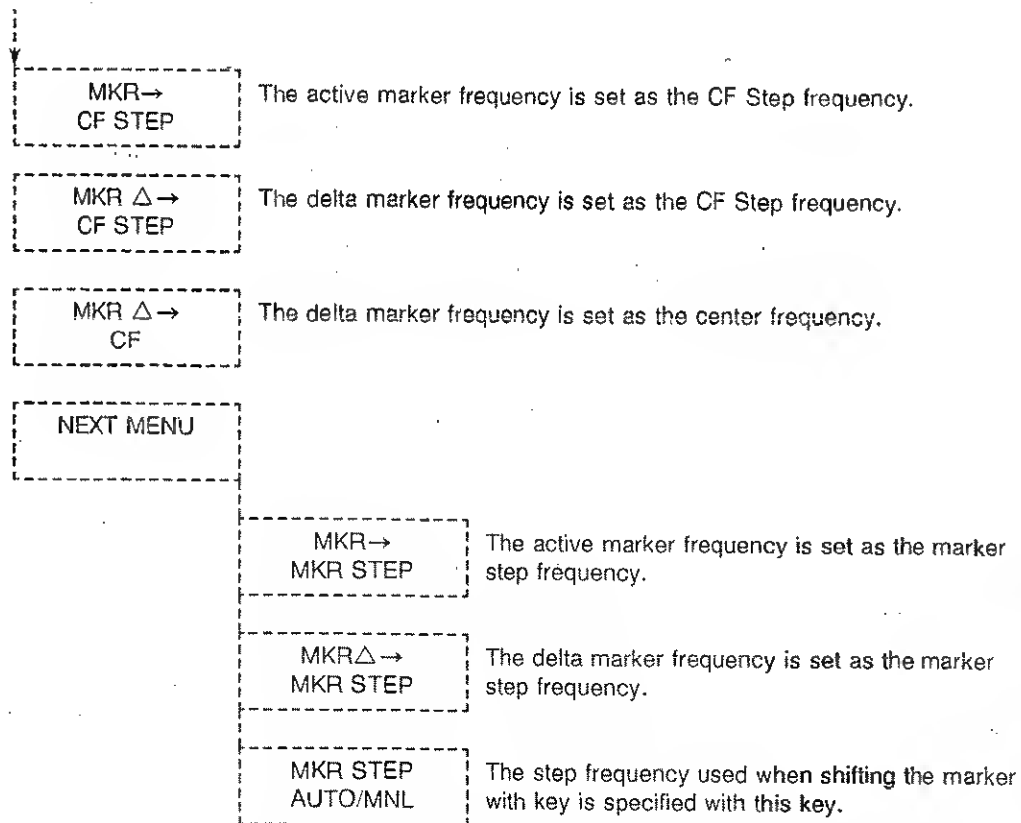 MKR→
CF STEP
The active marker frequency is set as the CF Step frequency.
MKR △→
CF STEP
The delta marker frequency is set as the CF Step frequency.
MKR △→
CF
The delta marker frequency is set as the center frequency.
NEXT MENU
MKR→
MKR STEP
The active marker frequency is set as the marker
step frequency.
MKR△→
MKR STEP
The delta marker frequency is set as the marker
step frequency.
MKR STEP
AUTO/MNL
The step frequency used when shifting the marker
with key is specified with this key.